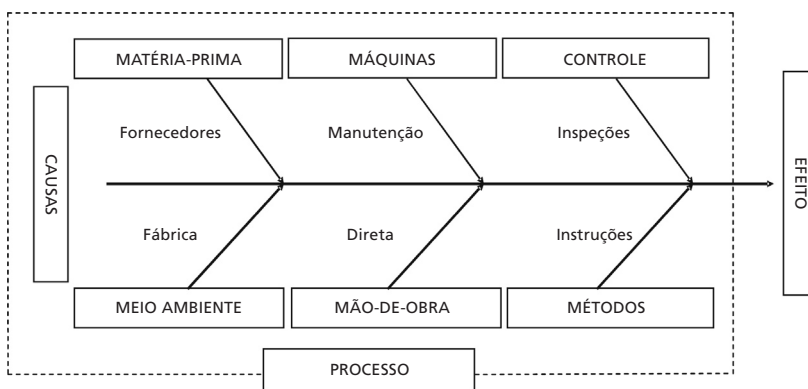 MATÉRIA-PRIMA
MÁQUINAS
CONTROLE
Fornecedores
Manutenção
Inspeções
CAUSAS
EFEITO
Fábrica
Direta
Instruções
MEIO AMBIENTE
MÃO-DE-OBRA
MÉTODOS
PROCESSO